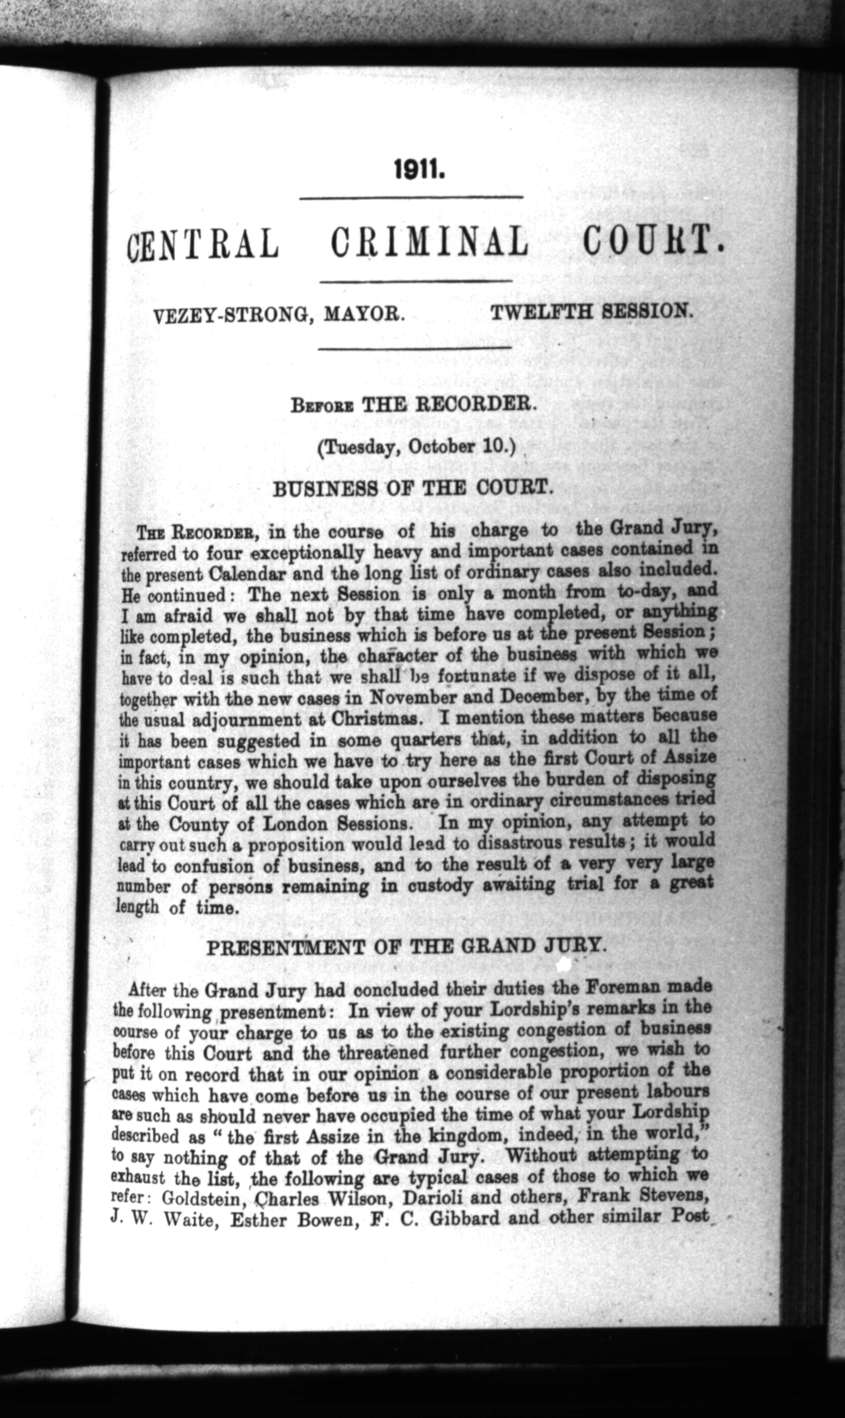 1911.
CENTRAL CRIMINAL COURT.
VEZEY-STRONG, MAYOR. TWELFTH SESSION.
BEFORE THE RECORDER.
(Tuesday, October 10.)
BUSINESS OF THE COURT.
THE RECORDER, in the course of his charge to the Grand Jury,
referred to four exceptionally heavy and important cases contained in
the present Calendar and the long list of ordinary cases also included.
He continued: The next Session is only a month from to-day, and
I am afraid we shall not by that time have completed, or anything
like completed, the business which is before us at the present Session;
in fact, in my opinion, the character of the business with which we
have to deal is such that we shall be fortunate if we dispose of it all,
together with the new cases in November and December, by the time of
the usual adjournment at Christmas. I mention these matters because
it has been suggested in some quarters that, in addition to all the
important cases which we have to try here as the first Court of Assize
in this country, we should take upon ourselves the burden of disposing
at this Court of all the cases which are in ordinary circumstances tried
at the County of London Sessions. In my opinion, any attempt to
carry out such a proposition would lead to disastrous results; it would
lead to confusion of business, and to the result of a very very large
number of persons remaining in custody awaiting trial for a great
length of time.
PRESENTMENT OF THE GRAND JURY.
After the Grand Jury had concluded their duties the Foreman made
the following presentment: In view of your Lordship's remarks in the
course of your charge to us as to the existing congestion of business
before this Court and the threatened further congestion, we wish to
put it on record that in our opinion a considerable proportion of the
cases which have come before us in the course of our present labours
are such as should never have occupied the time of what your Lordship
described as "the first Assize in the kingdom, indeed, in the world,"
to say nothing of that of the Grand Jury. Without attempting to
exhaust the list, the following are typical cases of those to which we
refer: Goldstein, Charles Wilson, Darioli and others, Frank Stevens,
J. W. Waite, Esther Bowen, F. C. Gibbard and other similar Post